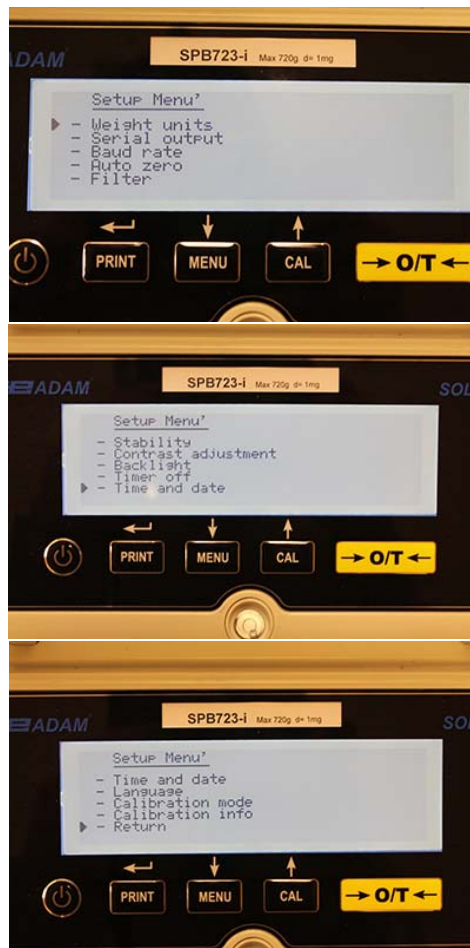 ADAM
SPB723-i Max 720g d= 1mg
Setup Menu'
- Weight units
- Serial output
- Baud rate
- Auto zero
- Filter
PRINT MENU CAL → O/T ←
ADAM SPB723-i Max 720g d= 1mg SOL
Setup Menu'
- Stability
- Contrast adjustment
- Backlight
- Timer off
- Time and date
PRINT MENU CAL → O/T ←
SPB723-i Max 720g d= 1mg
ADAM SO
Setup Menu'
- Time and date
- Language
- Calibration mode
- Calibration info
- Return
PRINT MENU CAL → O/T ←